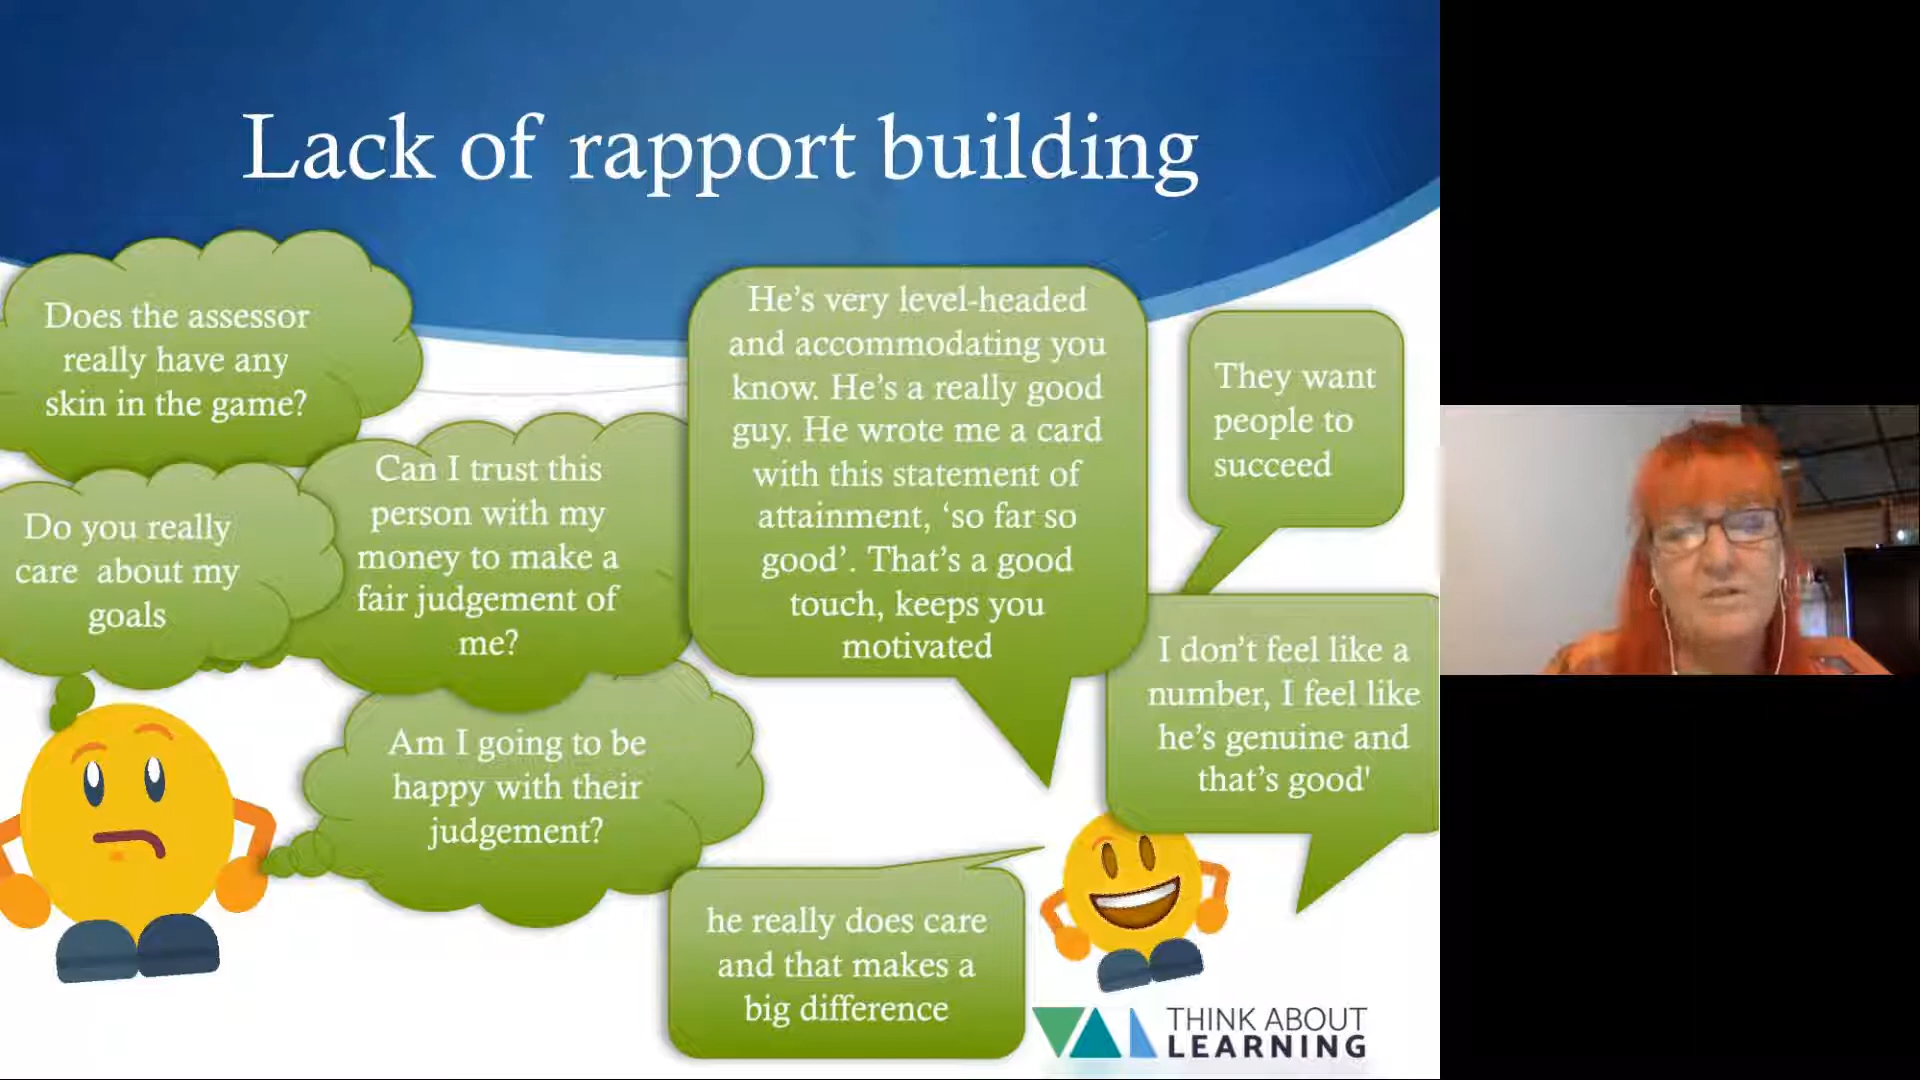 Lack of rapport building
Does the assessor
really have any
skin in the game?
Do you really
care  about my
goals
Can I trust this
person with my
money to make a
fair judgement of
me?
Am I going to be
happy with their
judgement?
He’s very level-headed
and accommodating you
know. He’s a really good
guy. He wrote me a card
with this statement of
attainment, ‘so far so
good’. That’s a good
touch, keeps you
motivated
They want
people to
succeed
I don’t feel like a
number, I feel like
he’s genuine and
that’s good'
he really does care
and that makes a
big difference
THINK ABOUT
LEARNING